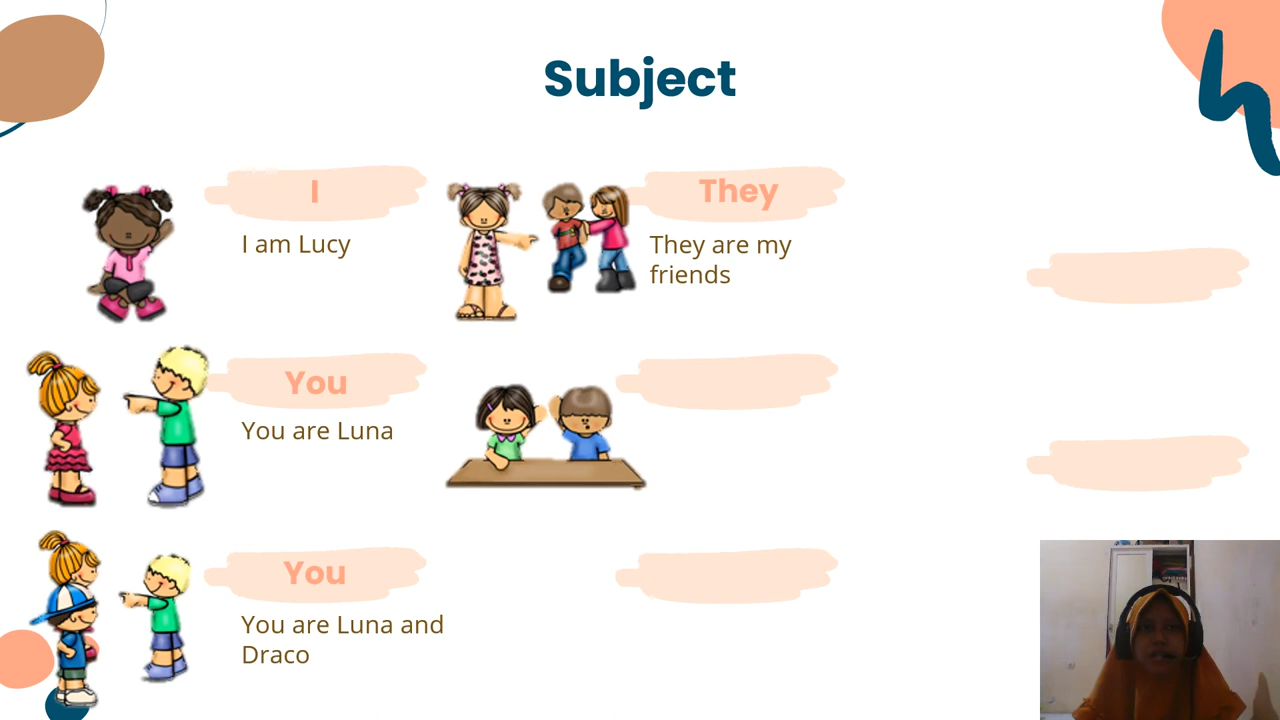 Subject
I
I am Lucy
They
They are my
friends
You
You are Luna
You
You are Luna and
Draco